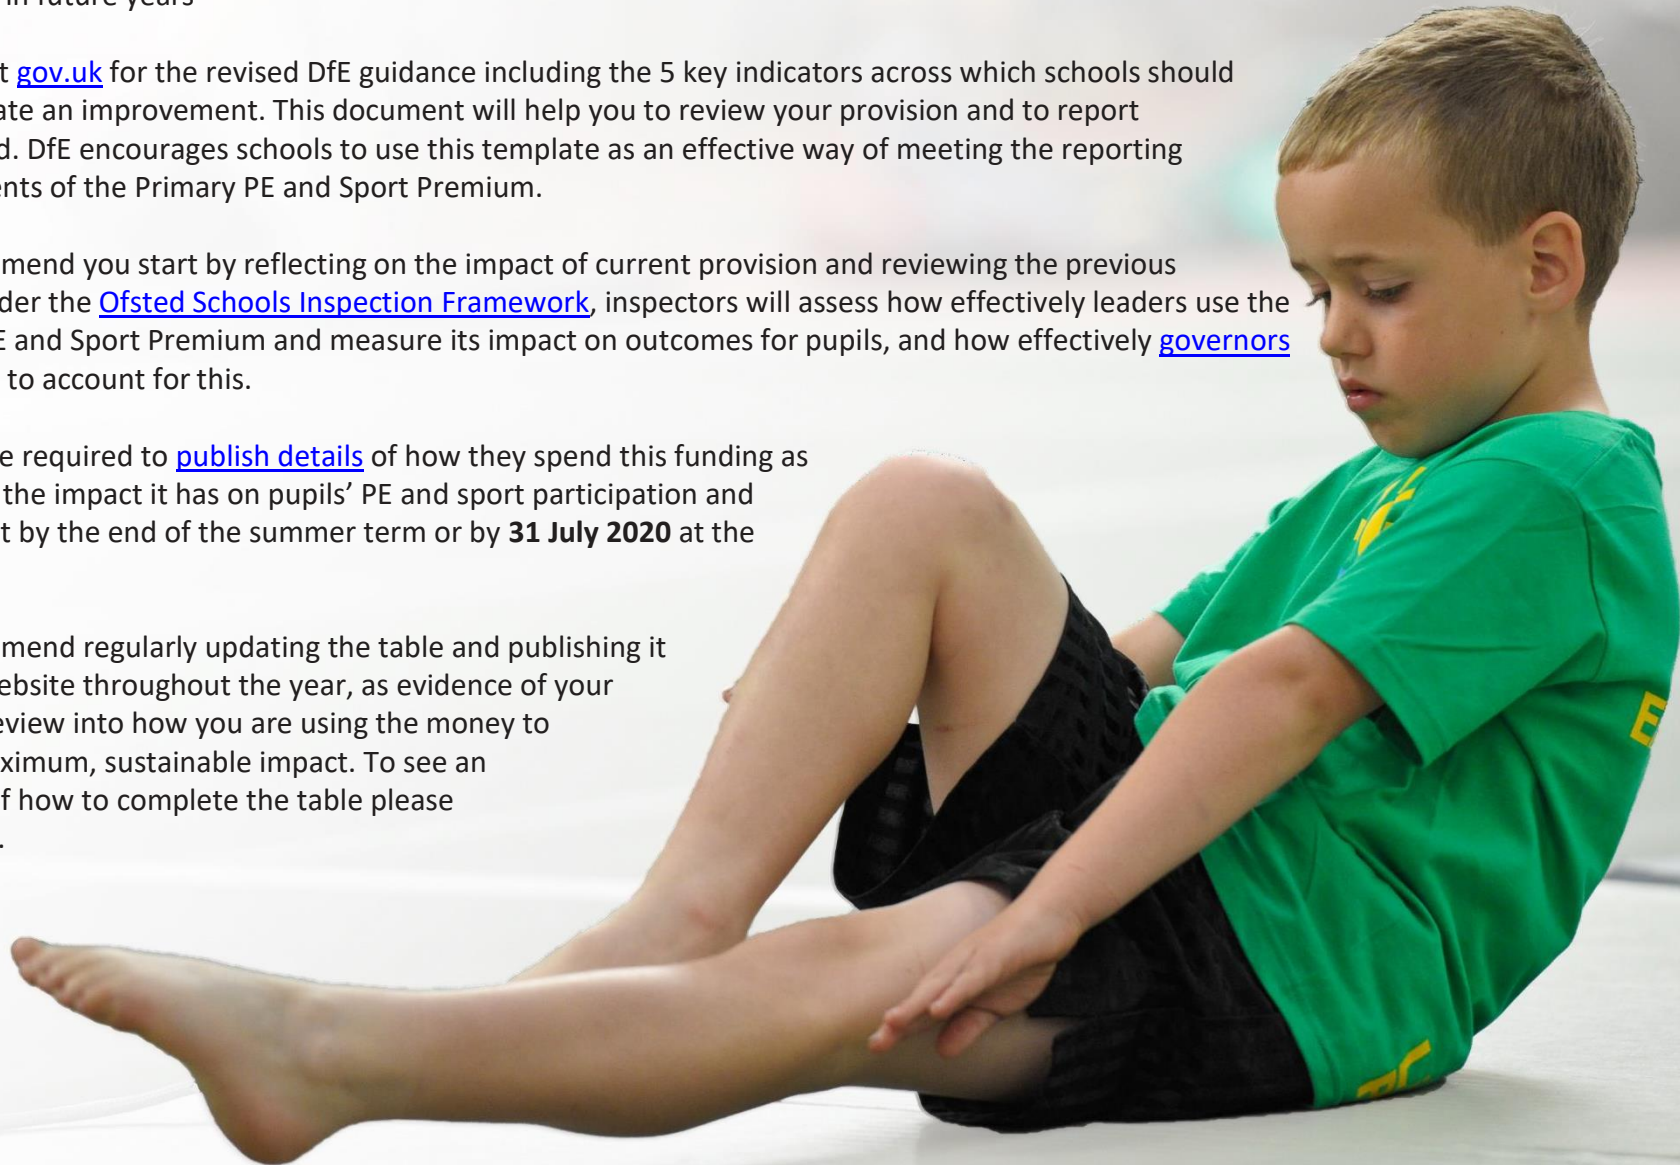 in future years
t gov.uk for the revised DfE guidance including the 5 key indicators across which schools should
ate an improvement. This document will help you to review your provision and to report
d. DfE encourages schools to use this template as an effective way of meeting the reporting
ents of the Primary PE and Sport Premium.
mend you start by reflecting on the impact of current provision and reviewing the previous
der the Ofsted Schools Inspection Framework, inspectors will assess how effectively leaders use the
E and Sport Premium and measure its impact on outcomes for pupils, and how effectively governors
to account for this.
e required to publish details of how they spend this funding as
the impact it has on pupils’ PE and sport participation and
t by the end of the summer term or by 31 July 2020 at the
mend regularly updating the table and publishing it
ebsite throughout the year, as evidence of your
eview into how you are using the money to
ximum, sustainable impact. To see an
f how to complete the table please
.